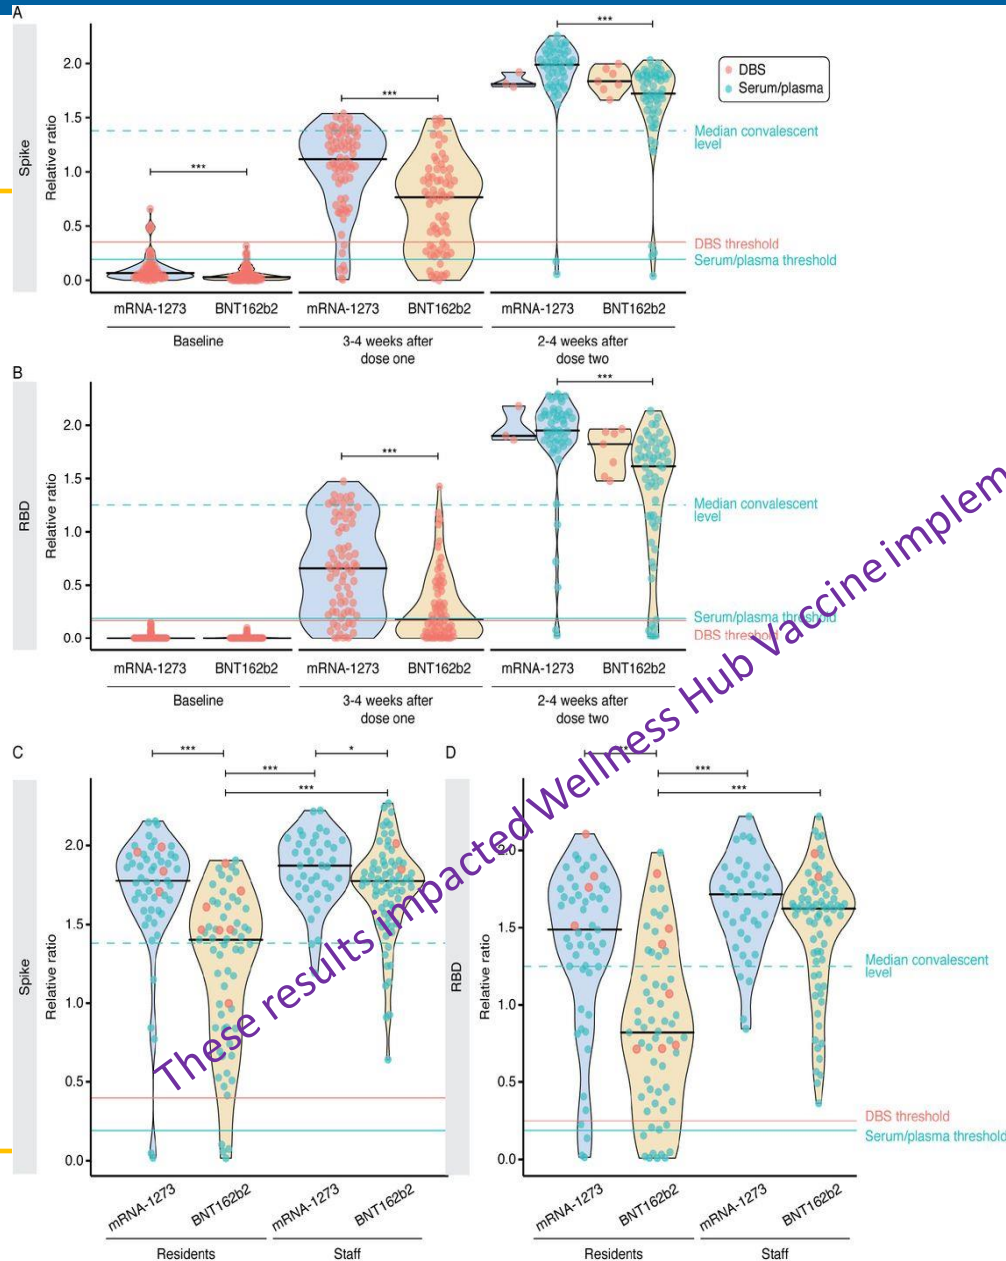 A
Spike
Relative ratio
2.0
1.5
1.0
0.5
0.0
***
***
***
DBS
Serum/plasma
Median convalescent
level
DBS threshold
Serum/plasma threshold
mRNA-1273
BNT162b2
mRNA-1273
BNT162b2
mRNA-1273
BNT162b2
Baseline
3-4 weeks after
dose one
2-4 weeks after
dose two
B
RBD
Relative ratio
2.0
1.5
1.0
0.5
0.0
***
***
Median convalescent
level
Serum/plasma threshold
DBS threshold
mRNA-1273
BNT162b2
mRNA-1273
BNT162b2
mRNA-1273
BNT162b2
Baseline
3-4 weeks after
dose one
2-4 weeks after
dose two
These results impacted Wellness Hub Vaccine implem
C
Spike
Relative ratio
2.0
1.5
1.0
0.5
0.0
***
*
***
***
mRNA-1273
BNT162b2
mRNA-1273
BNT162b2
Residents
Staff
D
RBD
Relative ratio
2.0
1.5
1.0
0.5
0.0
***
***
Median convalescent
level
DBS threshold
Serum/plasma threshold
mRNA-1273
BNT162b2
mRNA-1273
BNT162b2
Residents
Staff